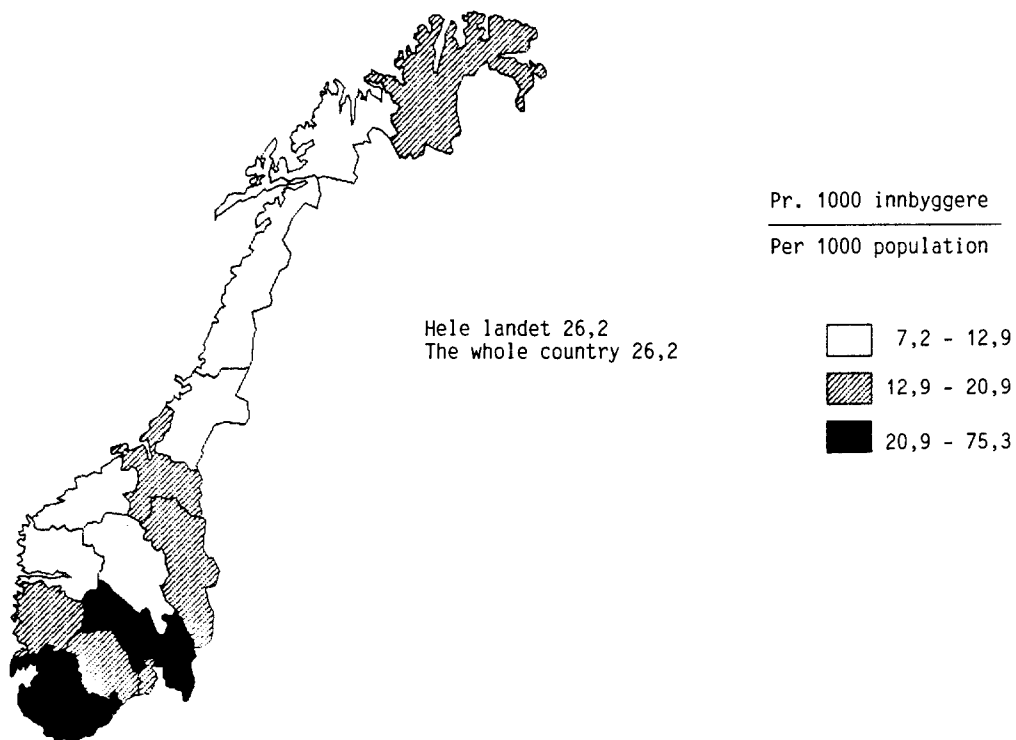 Pr. 1000 innbyggere
Per 1000 population
Hele landet 26,2
The whole country 26,2
7,2 - 12,9
12,9 - 20,9
20,9 - 75,3